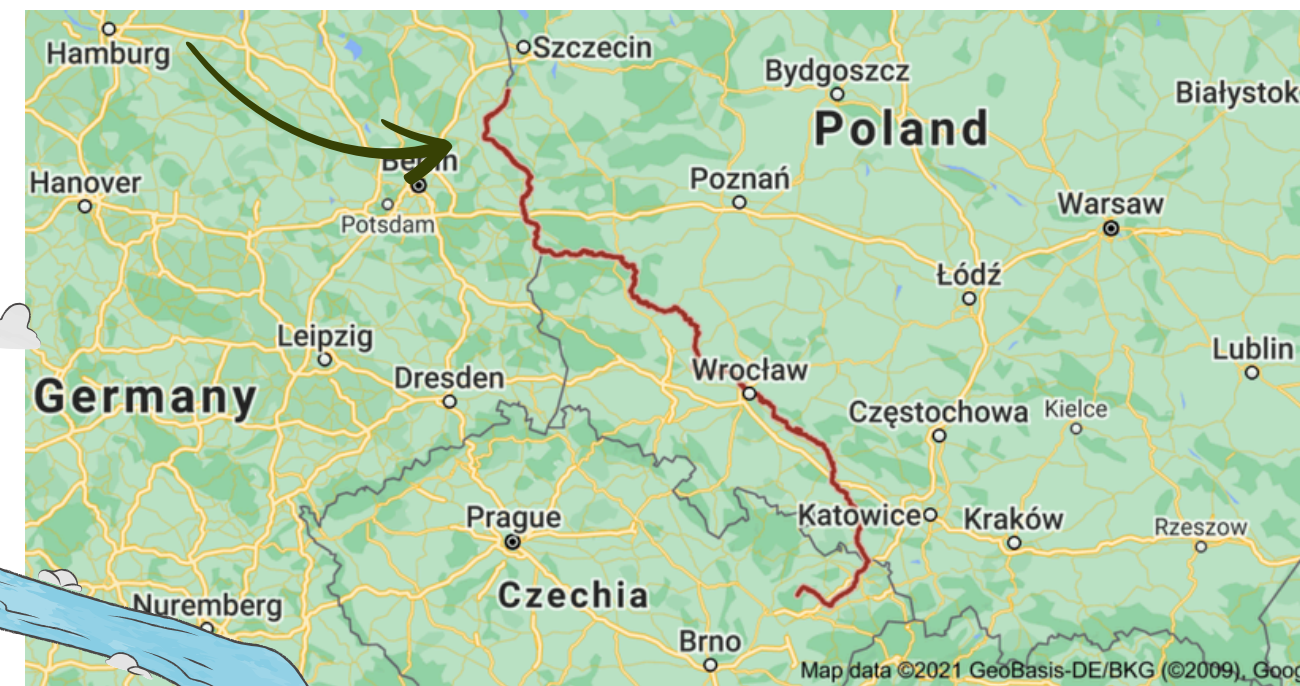 Hamburg
Szczecin
Bydgoszcz
Białystok
Poland
Berlin
Hanover
Poznań
Potsdam
Warsaw
Łódź
Leipzig
Wrocław
Lublin
Dresden
Germany
Częstochowa
Kielce
Prague
Katowice
Kraków
Rzeszow
Czechia
Nuremberg
Brno
Map data ©2021 GeoBasis-DE/BKG (©2009), Goog